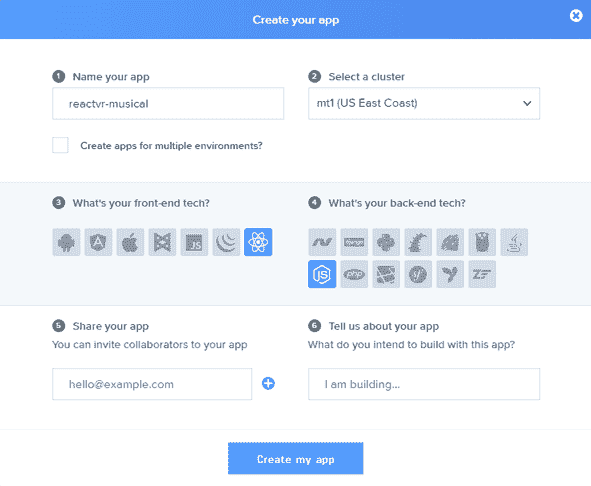 Create your app
1 Name your app
2 Select a cluster
reactvr-musical
mt1 (US East Coast)
Create apps for multiple environments?
3 What's your front-end tech?
4 What's your back-end tech?
JS
JS
php
ZF
5 Share your app
6 Tell us about your app
You can invite collaborators to your app
What do you intend to build with this app?
hello@example.com
I am building...
Create my app